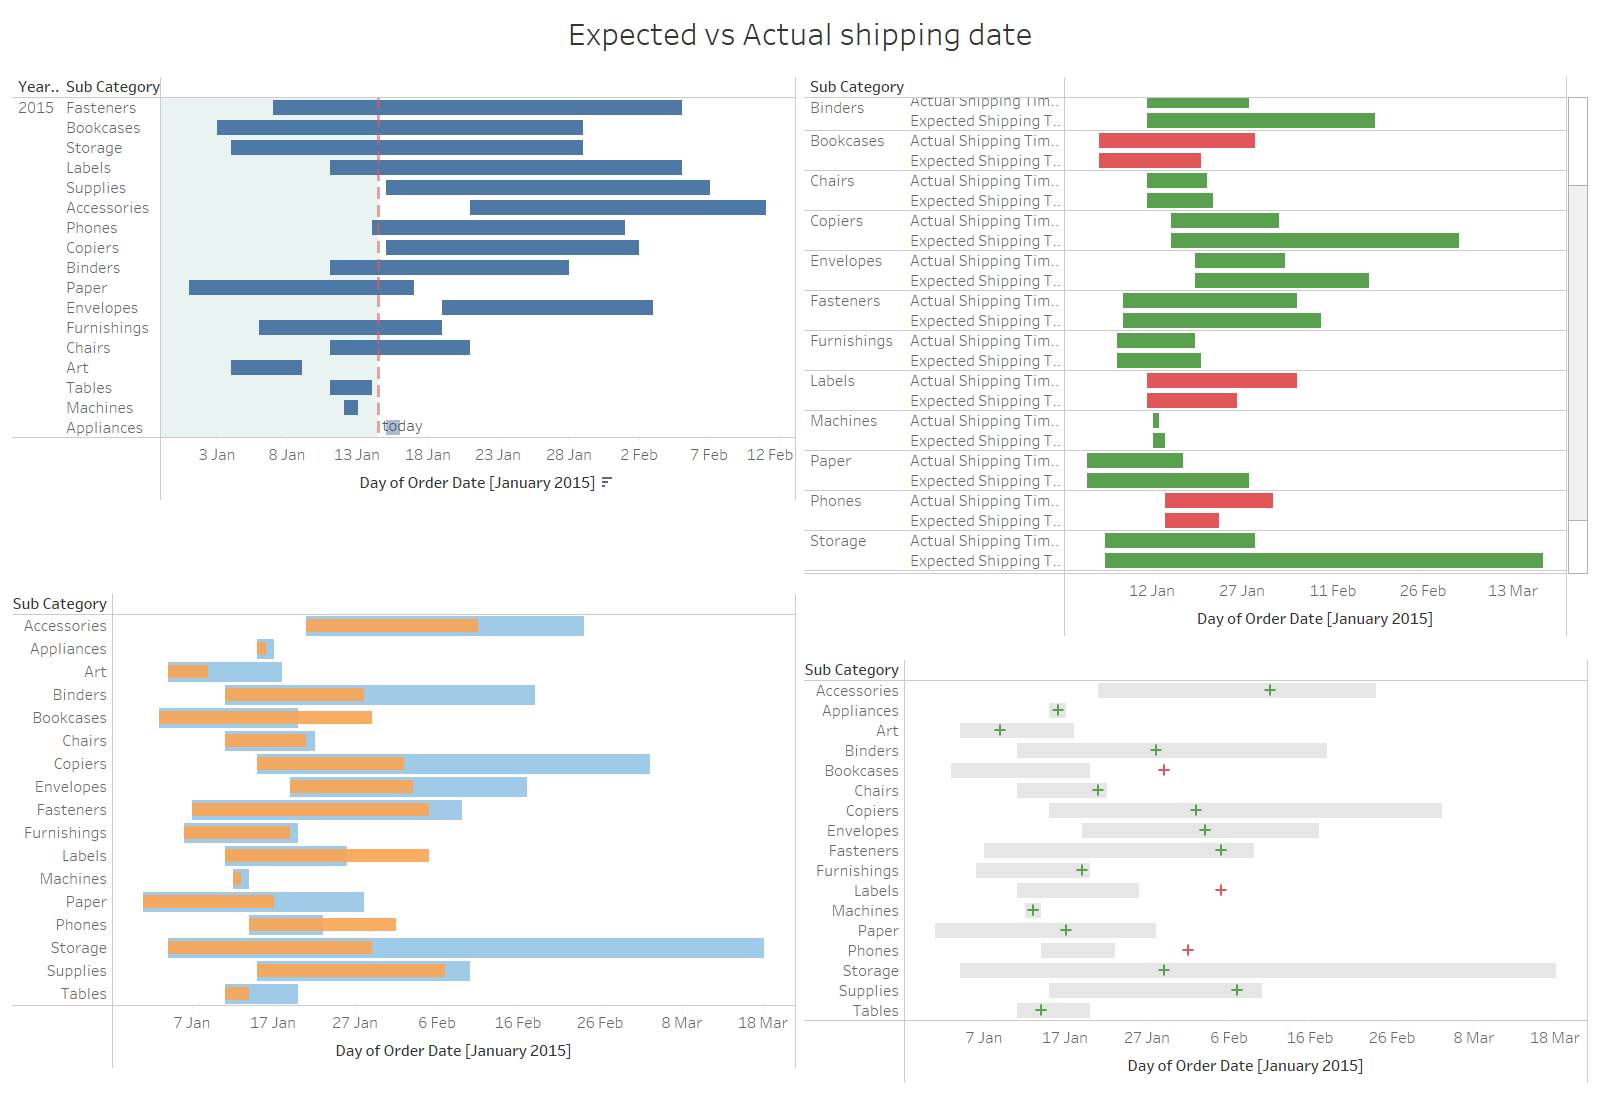 Expected vs Actual shipping date
Year.. Sub Category
2015 Fasteners
Bookcases
Storage
Labels
Supplies
Accessories
Phones
Copiers
Binders
Paper
Envelopes
Furnishings
Chairs
Art
Tables
Machines
Appliances
today
3 Jan 8 Jan 13 Jan 18 Jan 23 Jan 28 Jan 2 Feb 7 Feb 12 Feb
Day of Order Date [January 2015]
Sub Category
Binders Actual Shipping Tim..
Expected Shipping T..
Bookcases Actual Shipping Tim..
Expected Shipping T..
Chairs Actual Shipping Tim..
Expected Shipping T..
Copiers Actual Shipping Tim..
Expected Shipping T..
Envelopes Actual Shipping Tim..
Expected Shipping T..
Fasteners Actual Shipping Tim..
Expected Shipping T..
Furnishings Actual Shipping Tim..
Expected Shipping T..
Labels Actual Shipping Tim..
Expected Shipping T..
Machines Actual Shipping Tim..
Expected Shipping T..
Paper Actual Shipping Tim..
Expected Shipping T..
Phones Actual Shipping Tim..
Expected Shipping T..
Storage Actual Shipping Tim..
Expected Shipping T..
12 Jan 27 Jan 11 Feb 26 Feb 13 Mar
Day of Order Date [January 2015]
Sub Category
Accessories
Appliances
Art
Binders
Bookcases
Chairs
Copiers
Envelopes
Fasteners
Furnishings
Labels
Machines
Paper
Phones
Storage
Supplies
Tables
7 Jan 17 Jan 27 Jan 6 Feb 16 Feb 26 Feb 8 Mar 18 Mar
Day of Order Date [January 2015]
Sub Category
Accessories
Appliances
Art
Binders
Bookcases
Chairs
Copiers
Envelopes
Fasteners
Furnishings
Labels
Machines
Paper
Phones
Storage
Supplies
Tables
7 Jan 17 Jan 27 Jan 6 Feb 16 Feb 26 Feb 8 Mar 18 Mar
Day of Order Date [January 2015]